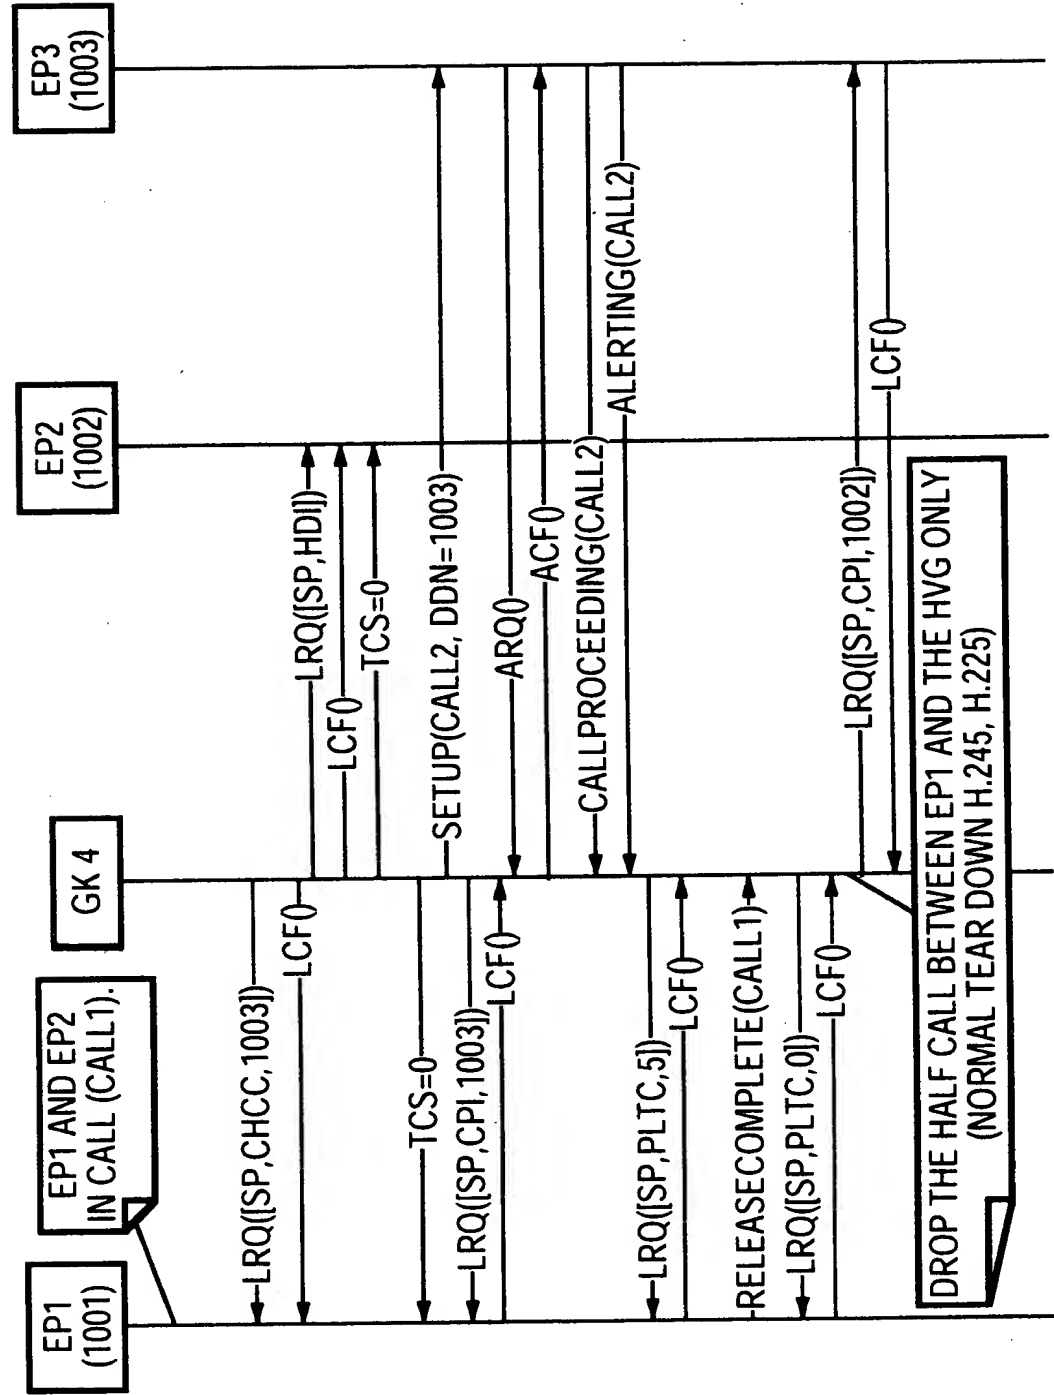 EP1
(1001)
EP1 AND EP2
IN CALL (CALL1).
GK 4
EP2
(1002)
EP3
(1003)
LRQ([SP,CHCC,1003])
LCF()
LRQ([SP,HDI])
LCF()
TCS=0
TCS=0
SETUP(CALL2, DDN=1003)
LRQ([SP,CPI,1003])
LCF()
ARQ()
ACF()
CALLPROCEEDING(CALL2)
ALERTING(CALL2)
LRQ([SP,PLTC,5])
LCF()
RELEASECOMPLETE(CALL1)
LRQ([SP,PLTC,0])
LCF()
LRQ([SP,CPI,1002])
LCF()
DROP THE HALF CALL BETWEEN EP1 AND THE HVG ONLY
(NORMAL TEAR DOWN H.245, H.225)